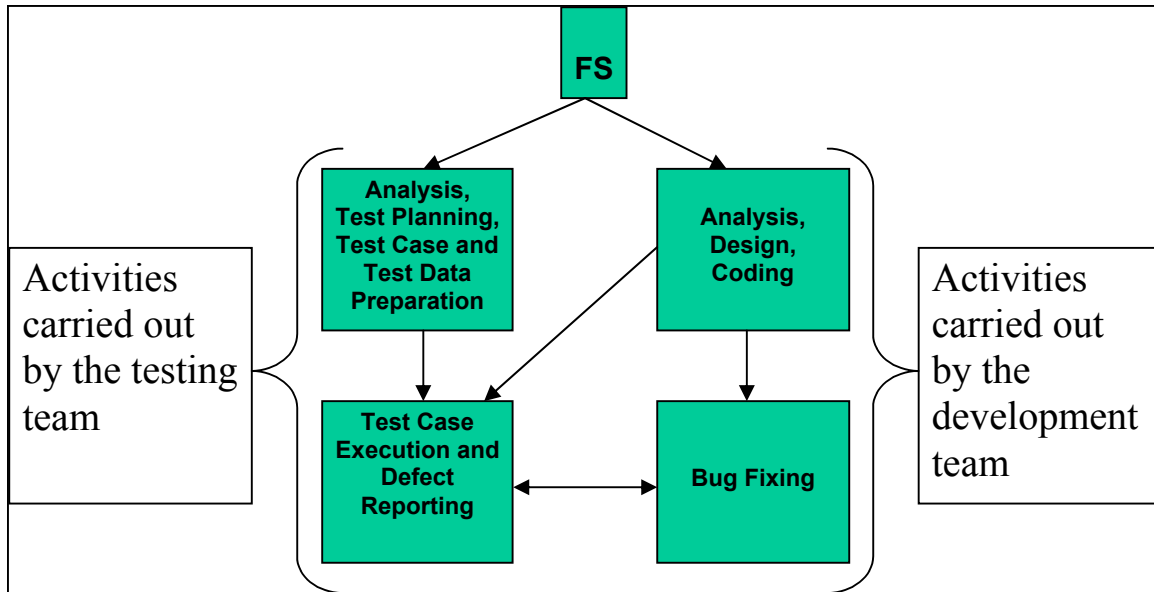 FS
Analysis,
Test Planning,
Test Case and
Test Data
Preparation
Analysis,
Design,
Coding
Activities
carried out
by the testing
team
Activities
carried out
by the
development
team
Test Case
Execution and
Defect
Reporting
Bug Fixing